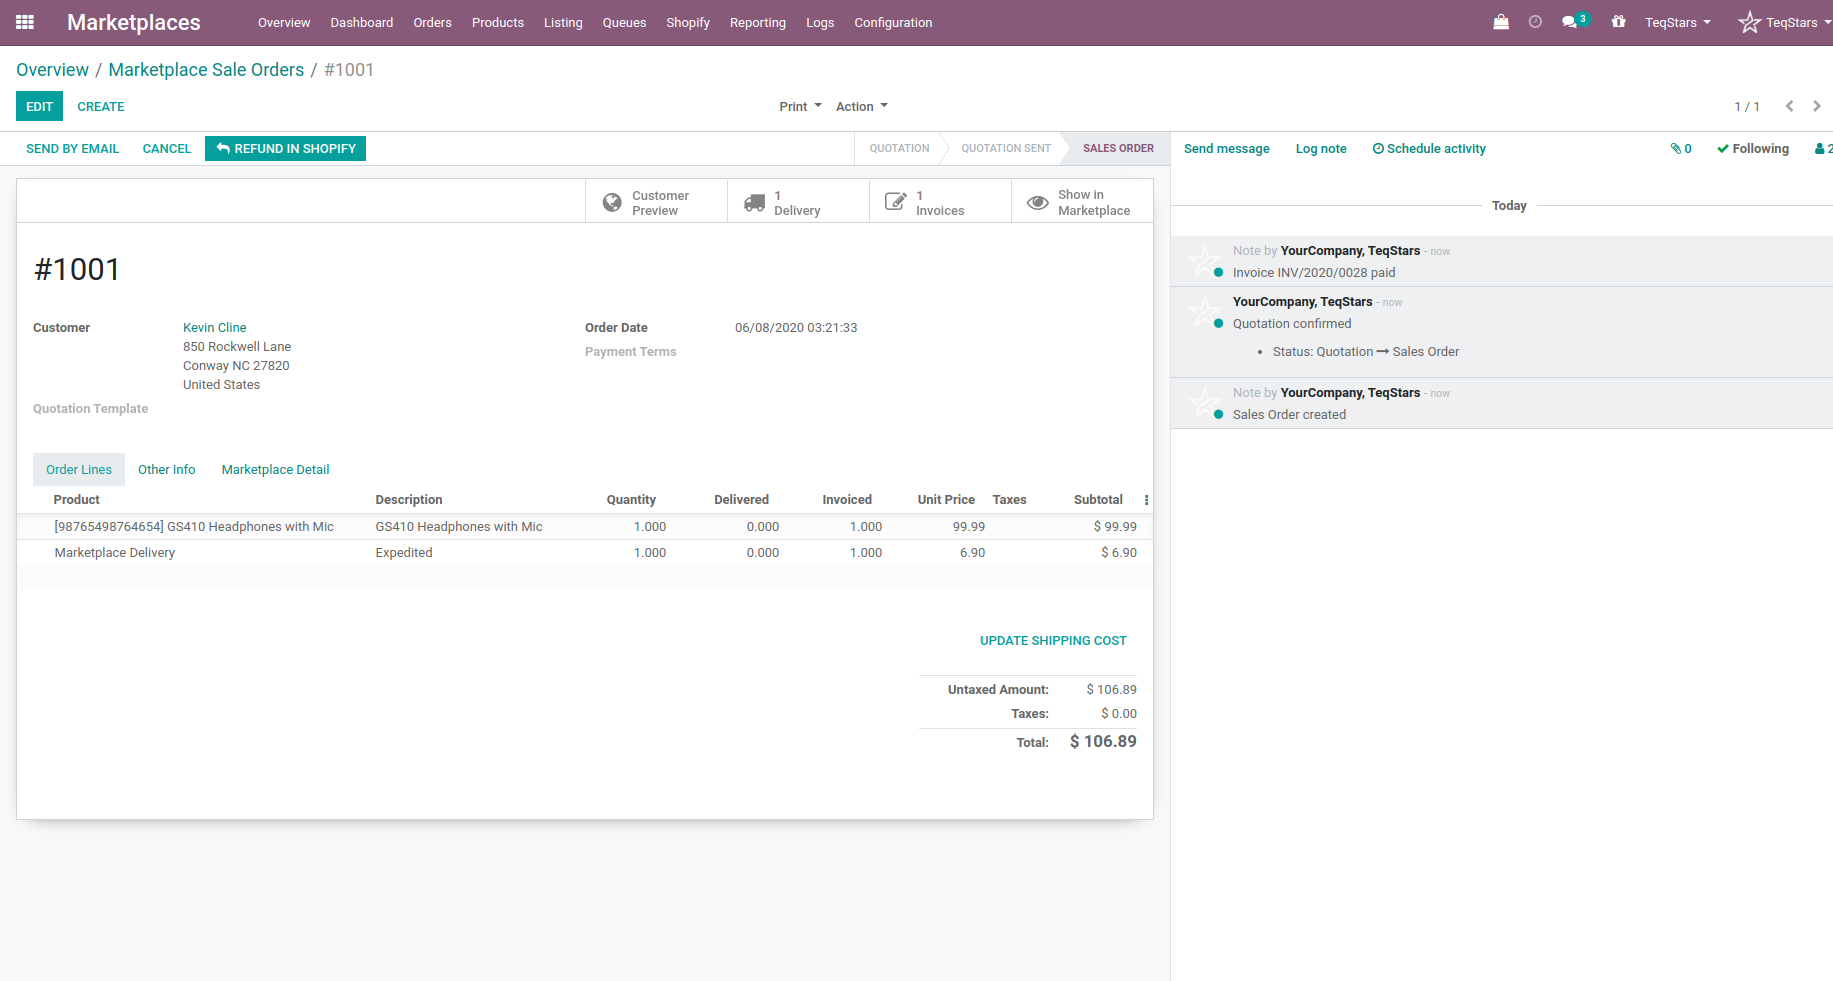 Marketplaces Overview Dashboard Orders Products Listing Queues Shopify Reporting Logs Configuration 3 TeqStars TeqStars
Overview / Marketplace Sale Orders / #1001
EDIT CREATE Print Action 1 / 1
SEND BY EMAIL CANCEL REFUND IN SHOPIFY QUOTATION QUOTATION SENT SALES ORDER
Customer Preview
1 Delivery
1 Invoices
Show in Marketplace
#1001
Customer Kevin Cline
850 Rockwell Lane
Conway NC 27820
United States
Quotation Template
Order Date 06/08/2020 03:21:33
Payment Terms
Order Lines Other Info Marketplace Detail
Product Description Quantity Delivered Invoiced Unit Price Taxes Subtotal
[98765498764654] GS410 Headphones with Mic GS410 Headphones with Mic 1.000 0.000 1.000 99.99 $ 99.99
Marketplace Delivery Expedited 1.000 0.000 1.000 6.90 $ 6.90
UPDATE SHIPPING COST
Untaxed Amount: $ 106.89
Taxes: $ 0.00
Total: $ 106.89
Send message Log note Schedule activity 0 Following 2
Today
Note by YourCompany, TeqStars - now
Invoice INV/2020/0028 paid
YourCompany, TeqStars - now
Quotation confirmed
• Status: Quotation → Sales Order
Note by YourCompany, TeqStars - now
Sales Order created